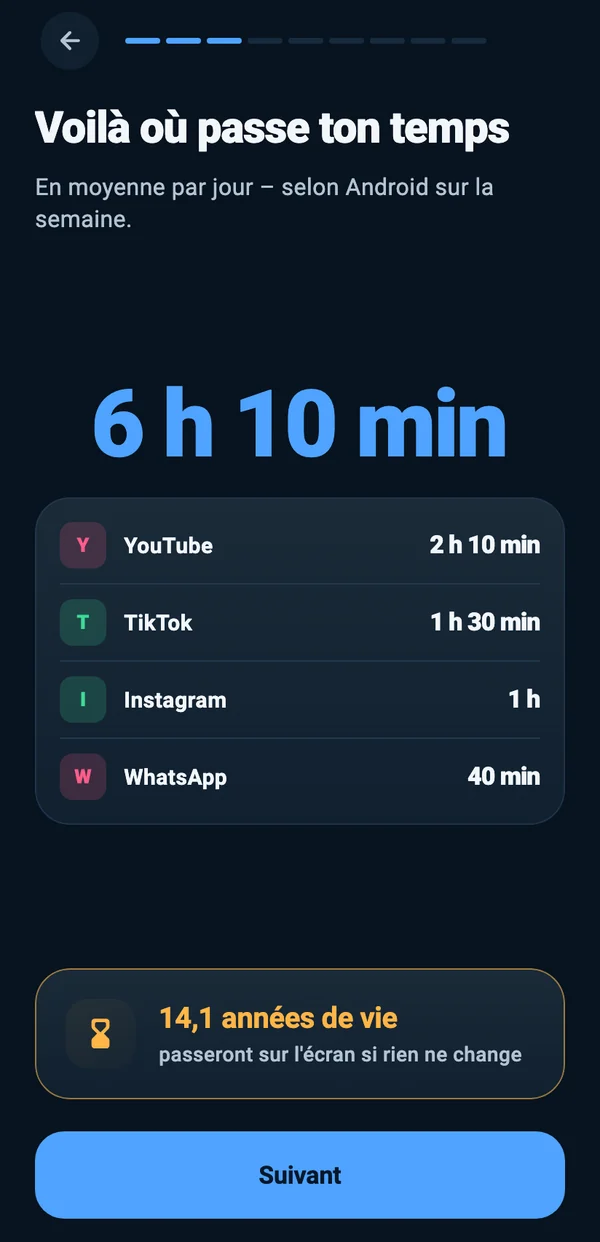 Voilà où passe ton temps
En moyenne par jour – selon Android sur la
semaine.
6 h 10 min
Y YouTube 2 h 10 min
T TikTok 1 h 30 min
I Instagram 1 h
W WhatsApp 40 min
14,1 années de vie
passeront sur l'écran si rien ne change
Suivant